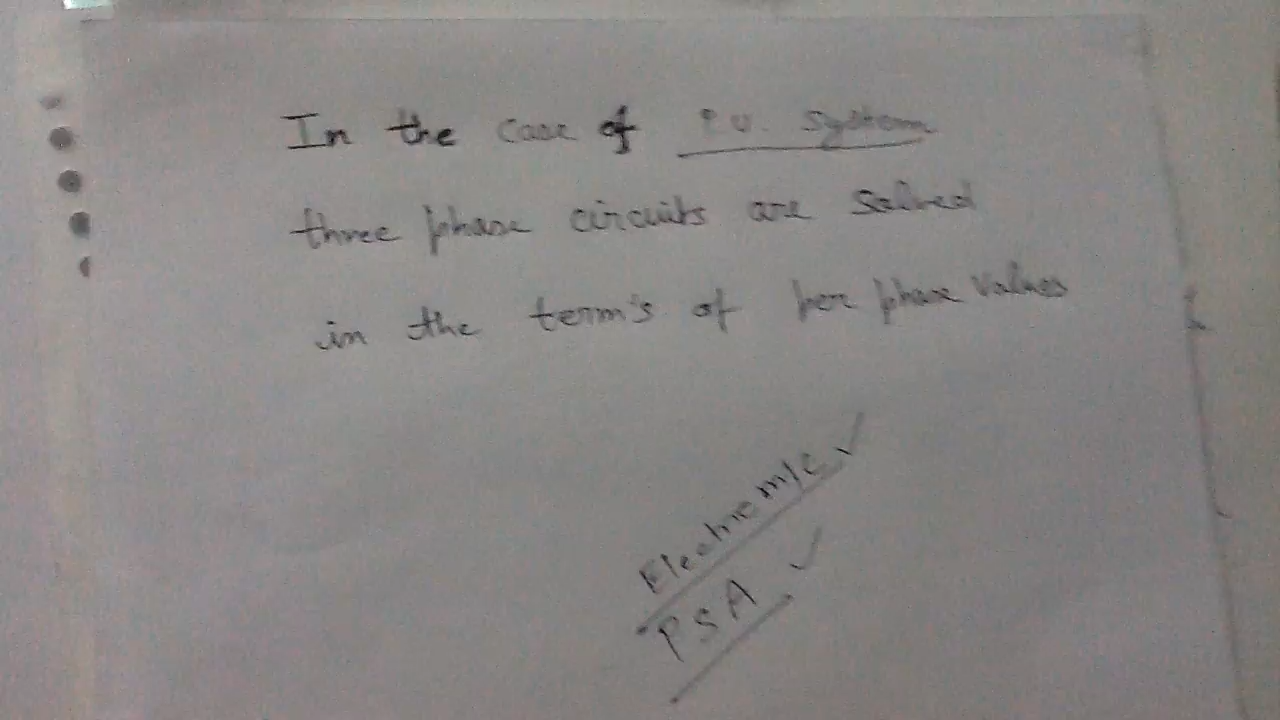 In the case of P.U. System
three phase circuits are solved
in the term's of per phase values
Electric m/c ✓
PSA ✓